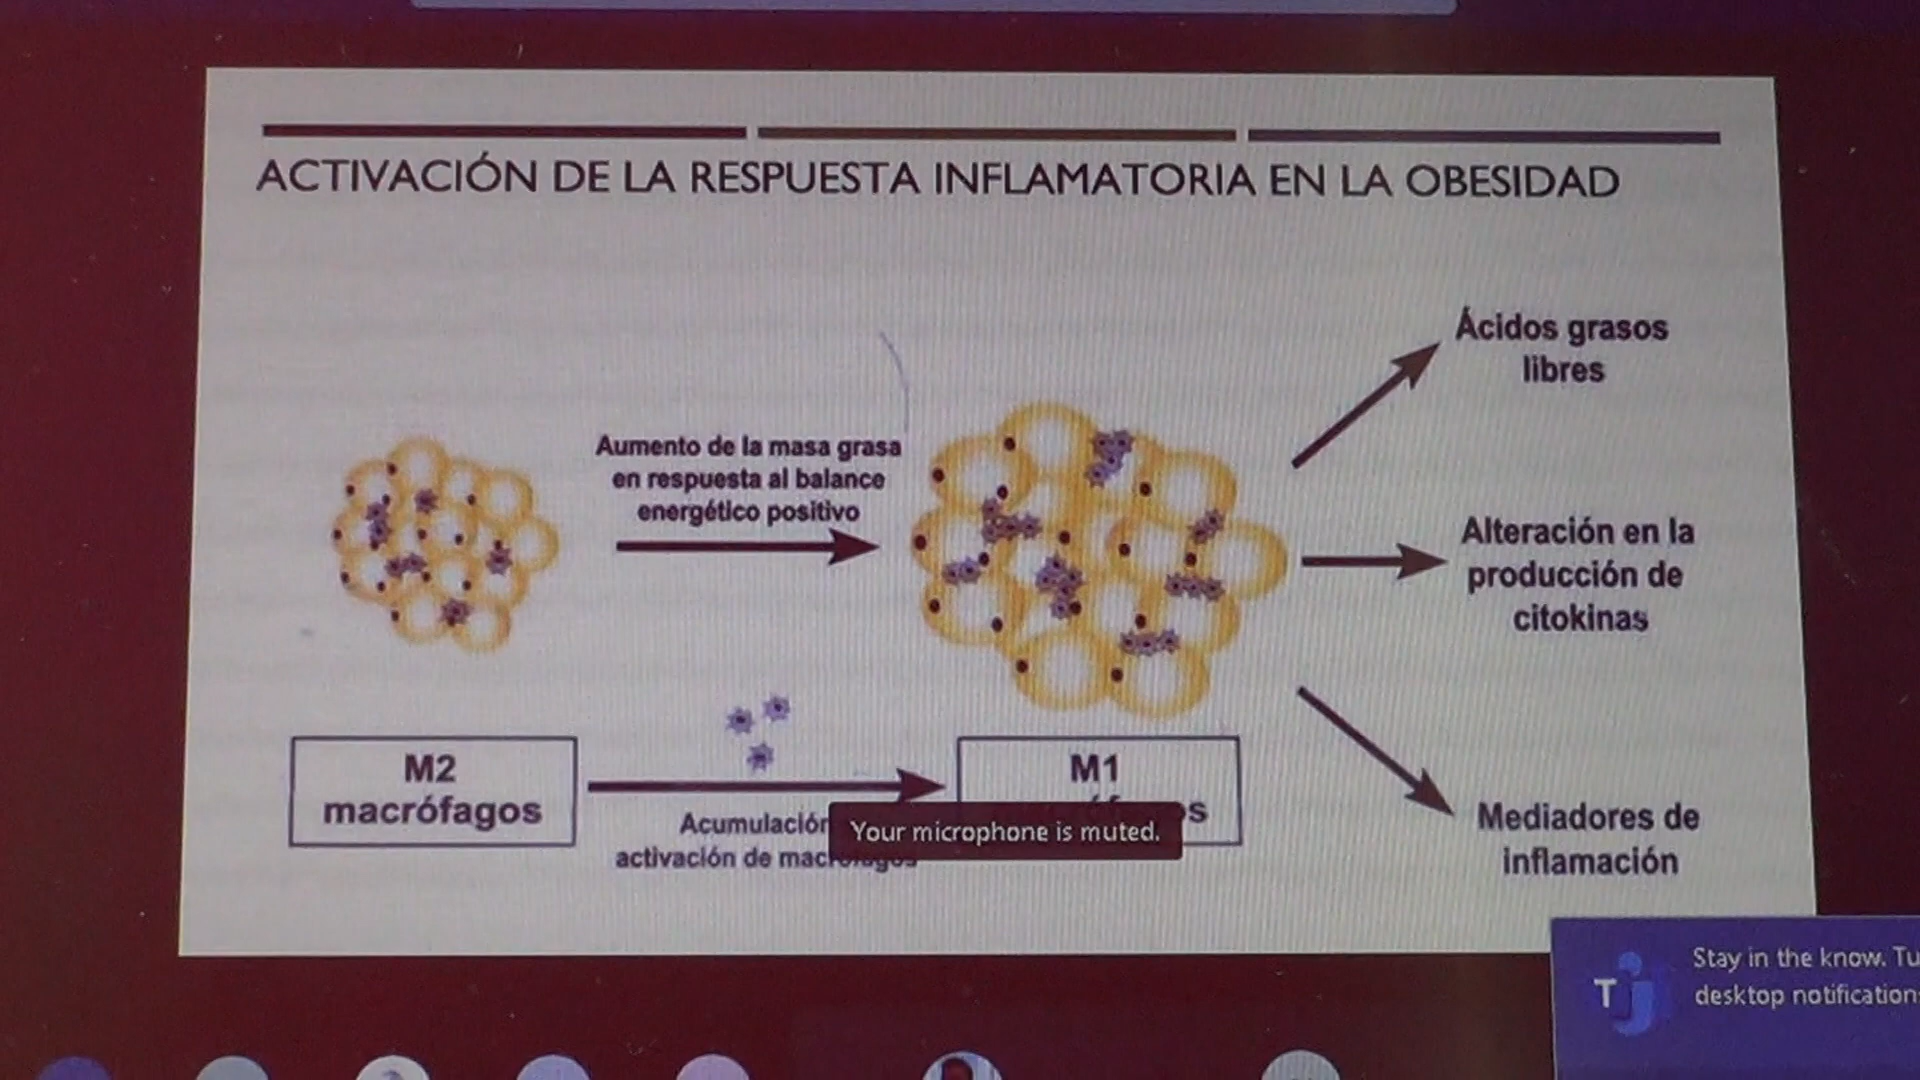 ACTIVACIÓN DE LA RESPUESTA INFLAMATORIA EN LA OBESIDAD
Aumento de la masa grasa
en respuesta al balance
energético positivo
Ácidos grasos
libres
Alteración en la
producción de
citokinas
Mediadores de
inflamación
M2
macrófagos
Acumulación
activación de macrófagos
M1
Your microphone is muted.
Stay in the know. Tu
desktop notification
T